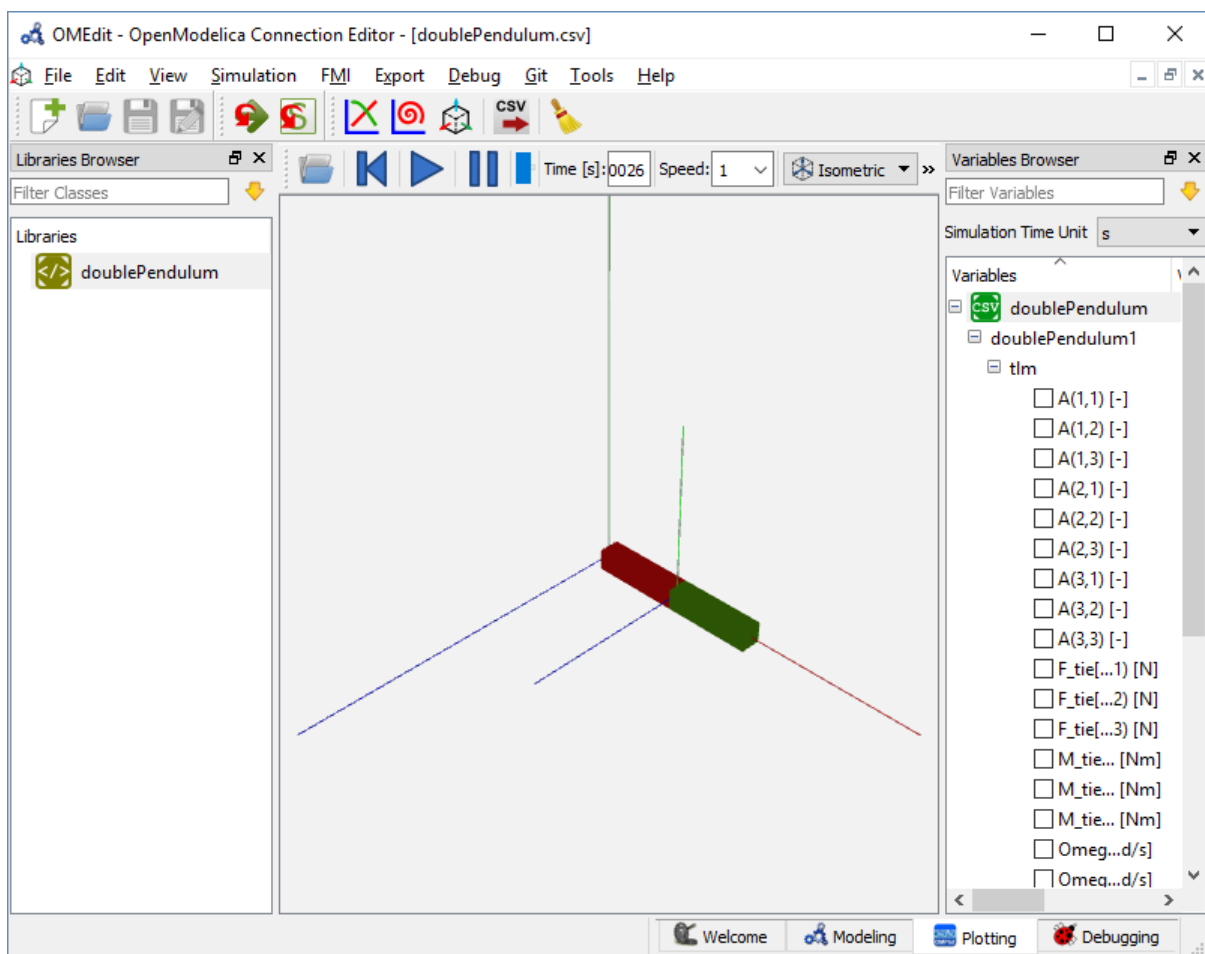 OMEdit - OpenModelica Connection Editor - [doublePendulum.csv]
File Edit View Simulation FMI Export Debug Git Tools Help
CSV
Libraries Browser
Filter Classes
Libraries
</>
doublePendulum
Time [s]: 0026 Speed: 1 Isometric »
Variables Browser
Filter Variables
Simulation Time Unit s
Variables
CSV doublePendulum
doublePendulum1
tlm
A(1,1) [-]
A(1,2) [-]
A(1,3) [-]
A(2,1) [-]
A(2,2) [-]
A(2,3) [-]
A(3,1) [-]
A(3,2) [-]
A(3,3) [-]
F_tie[...1) [N]
F_tie[...2) [N]
F_tie[...3) [N]
M_tie... [Nm]
M_tie... [Nm]
M_tie... [Nm]
Omeg...d/s]
Omeg...d/s]
Welcome Modeling Plotting Debugging